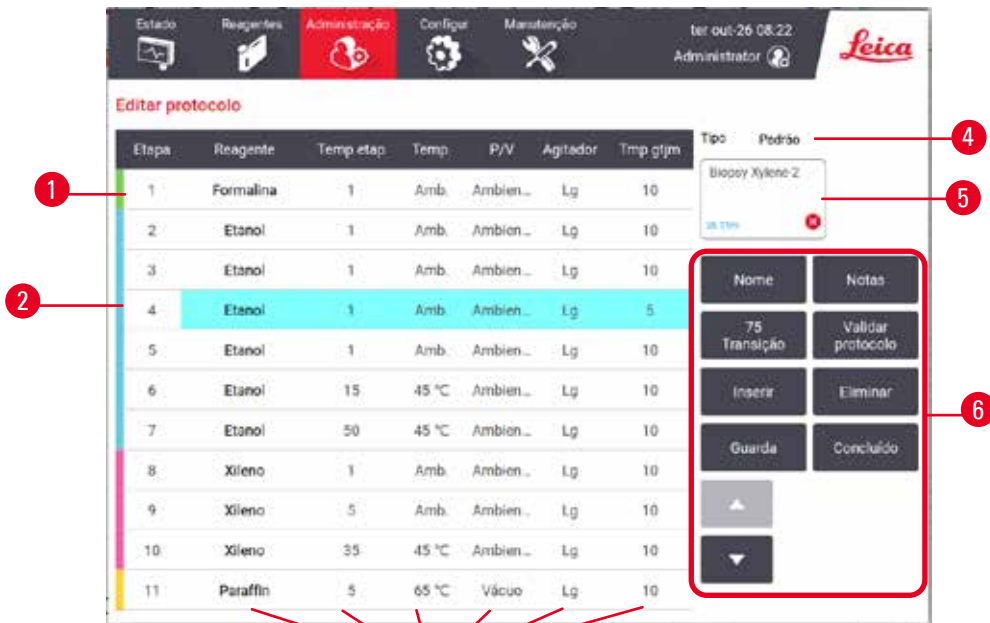 Estado Reagentes Administração Configur Manutenção ter out-26 08:22
Administrator
Leica
Editar protocolo
Etapa Reagente Temp etap Temp. P/V Agitador Tmp gtjm
1 Formalina 1 Amb. Ambien... Lg 10
2 Etanol 1 Amb. Ambien... Lg 10
3 Etanol 1 Amb. Ambien... Lg 10
4 Etanol 1 Amb. Ambien... Lg 5
5 Etanol 1 Amb. Ambien... Lg 10
6 Etanol 15 45 °C Ambien... Lg 10
7 Etanol 50 45 °C Ambien... Lg 10
8 Xileno 1 Amb. Ambien... Lg 10
9 Xileno 5 Amb. Ambien... Lg 10
10 Xileno 35 45 °C Ambien... Lg 10
11 Paraffin 5 65 °C Vácuo Lg 10
Tipo Padrão
Biopsy Xylene-2
Nome Notas
75
Transição
Validar
protocolo
Inserir Eliminar
Guarda Concluído
1
2
4
5
6